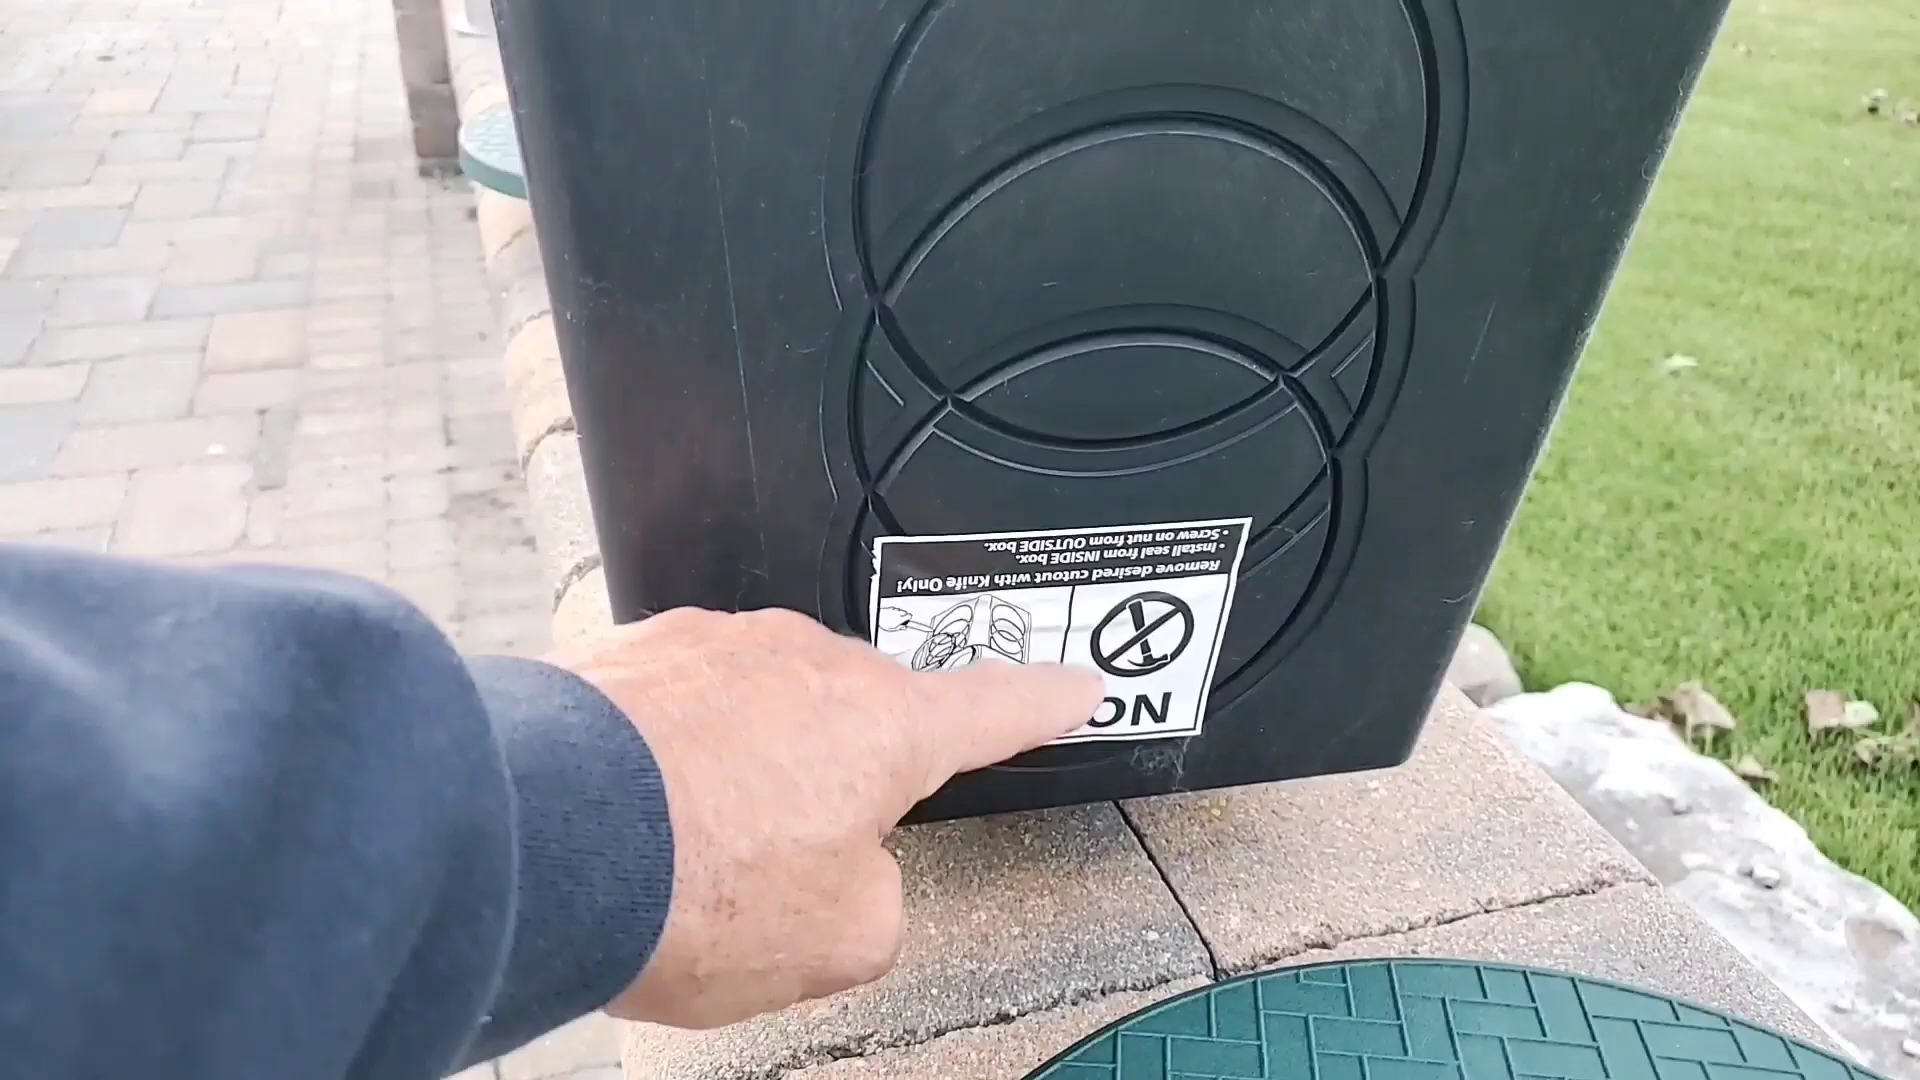 NO
Remove desired cutout with Knife Only!
• Install seal from INSIDE box.
• Screw on nut from OUTSIDE box.